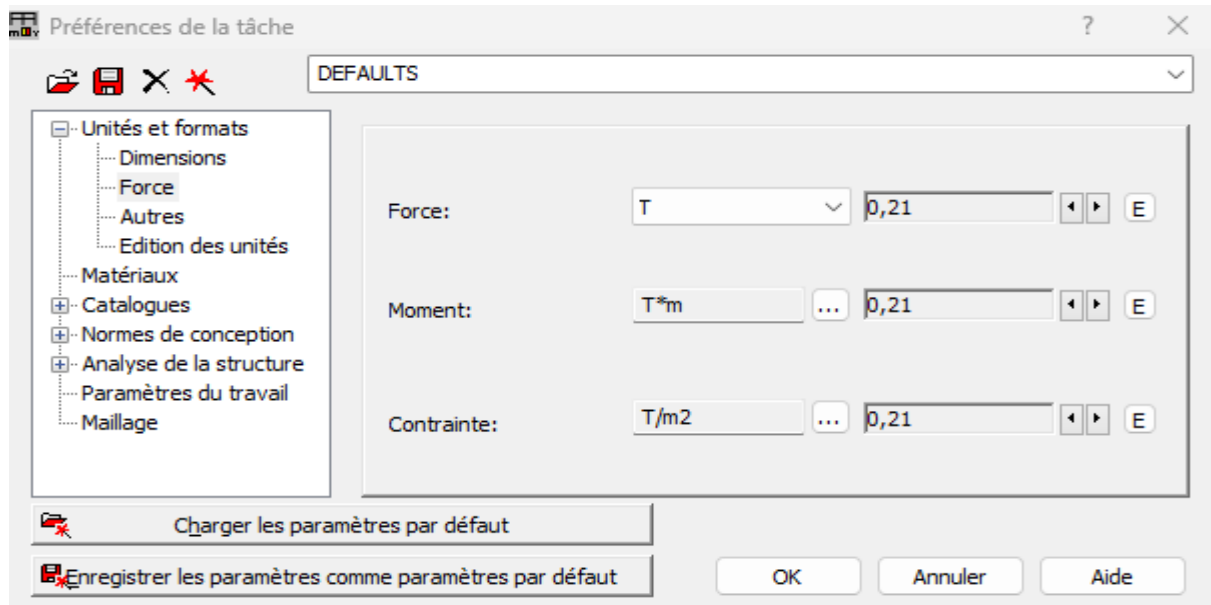 Préférences de la tâche
DEFAULTS
Unités et formats
Dimensions
Force
Autres
Edition des unités
Matériaux
Catalogues
Normes de conception
Analyse de la structure
Paramètres du travail
Maillage
Force: T 0,21 E
Moment: T*m ... 0,21 E
Contrainte: T/m2 ... 0,21 E
Charger les paramètres par défaut
Enregistrer les paramètres comme paramètres par défaut
OK Annuler Aide